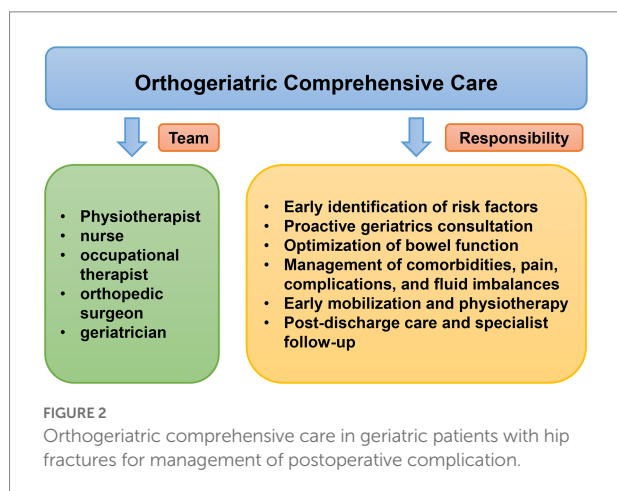 Orthogeriatric Comprehensive Care
Team
Responsibility
• Physiotherapist
• nurse
• occupational
therapist
• orthopedic
surgeon
• geriatrician
• Early identification of risk factors
• Proactive geriatrics consultation
• Optimization of bowel function
• Management of comorbidities, pain,
complications, and fluid imbalances
• Early mobilization and physiotherapy
• Post-discharge care and specialist
follow-up
FIGURE 2
Orthogeriatric comprehensive care in geriatric patients with hip
fractures for management of postoperative complication.